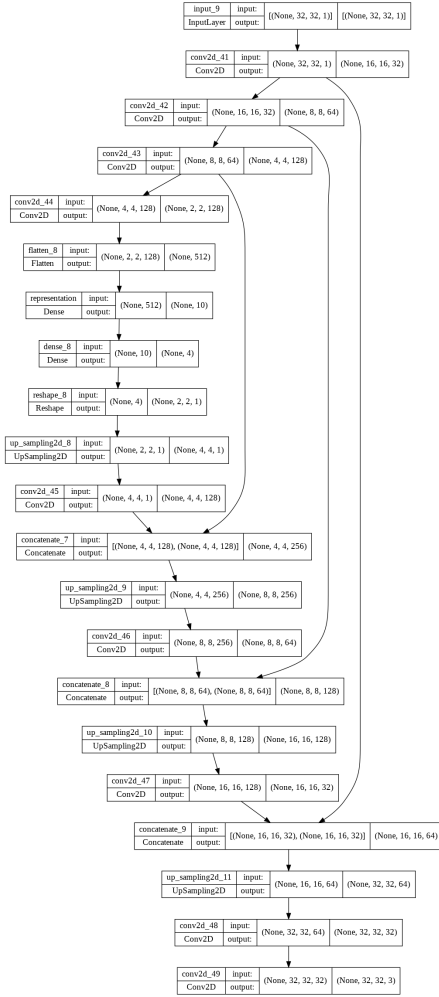 input_9 input: [(None, 32, 32, 1)] [(None, 32, 32, 1)]
InputLayer output:
conv2d_41 input: (None, 32, 32, 1) (None, 16, 16, 32)
Conv2D output:
conv2d_42 input: (None, 16, 16, 32) (None, 8, 8, 64)
Conv2D output:
conv2d_43 input: (None, 8, 8, 64) (None, 4, 4, 128)
Conv2D output:
conv2d_44 input: (None, 4, 4, 128) (None, 2, 2, 128)
Conv2D output:
flatten_8 input: (None, 2, 2, 128) (None, 512)
Flatten output:
representation input: (None, 512) (None, 10)
Dense output:
dense_8 input: (None, 10) (None, 4)
Dense output:
reshape_8 input: (None, 4) (None, 2, 2, 1)
Reshape output:
up_sampling2d_8 input: (None, 2, 2, 1) (None, 4, 4, 1)
UpSampling2D output:
conv2d_45 input: (None, 4, 4, 1) (None, 4, 4, 128)
Conv2D output:
concatenate_7 input: [(None, 4, 4, 128), (None, 4, 4, 128)] (None, 4, 4, 256)
Concatenate output:
up_sampling2d_9 input: (None, 4, 4, 256) (None, 8, 8, 256)
UpSampling2D output:
conv2d_46 input: (None, 8, 8, 256) (None, 8, 8, 64)
Conv2D output:
concatenate_8 input: [(None, 8, 8, 64), (None, 8, 8, 64)] (None, 8, 8, 128)
Concatenate output:
up_sampling2d_10 input: (None, 8, 8, 128) (None, 16, 16, 128)
UpSampling2D output:
conv2d_47 input: (None, 16, 16, 128) (None, 16, 16, 32)
Conv2D output:
concatenate_9 input: [(None, 16, 16, 32), (None, 16, 16, 32)] (None, 16, 16, 64)
Concatenate output:
up_sampling2d_11 input: (None, 16, 16, 64) (None, 32, 32, 64)
UpSampling2D output:
conv2d_48 input: (None, 32, 32, 64) (None, 32, 32, 32)
Conv2D output:
conv2d_49 input: (None, 32, 32, 32) (None, 32, 32, 3)
Conv2D output: